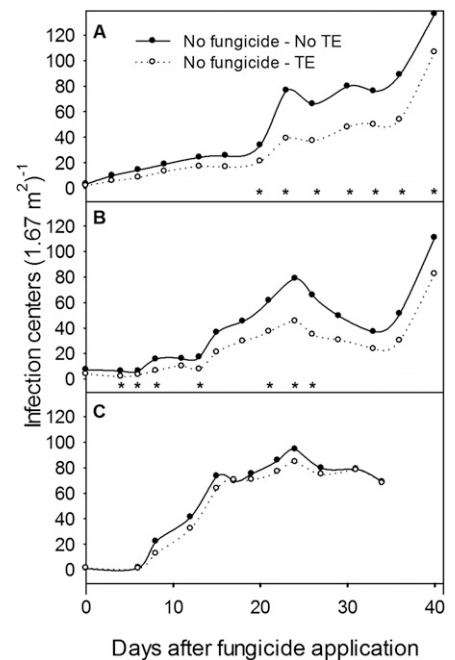 A
No fungicide - No TE
No fungicide - TE
120
100
80
60
40
20
0
* * * * * * *
B
120
100
80
60
40
20
0
* * * * * * *
C
120
100
80
60
40
20
0
Infection centers (1.67 m²)⁻¹
0 10 20 30 40
Days after fungicide application